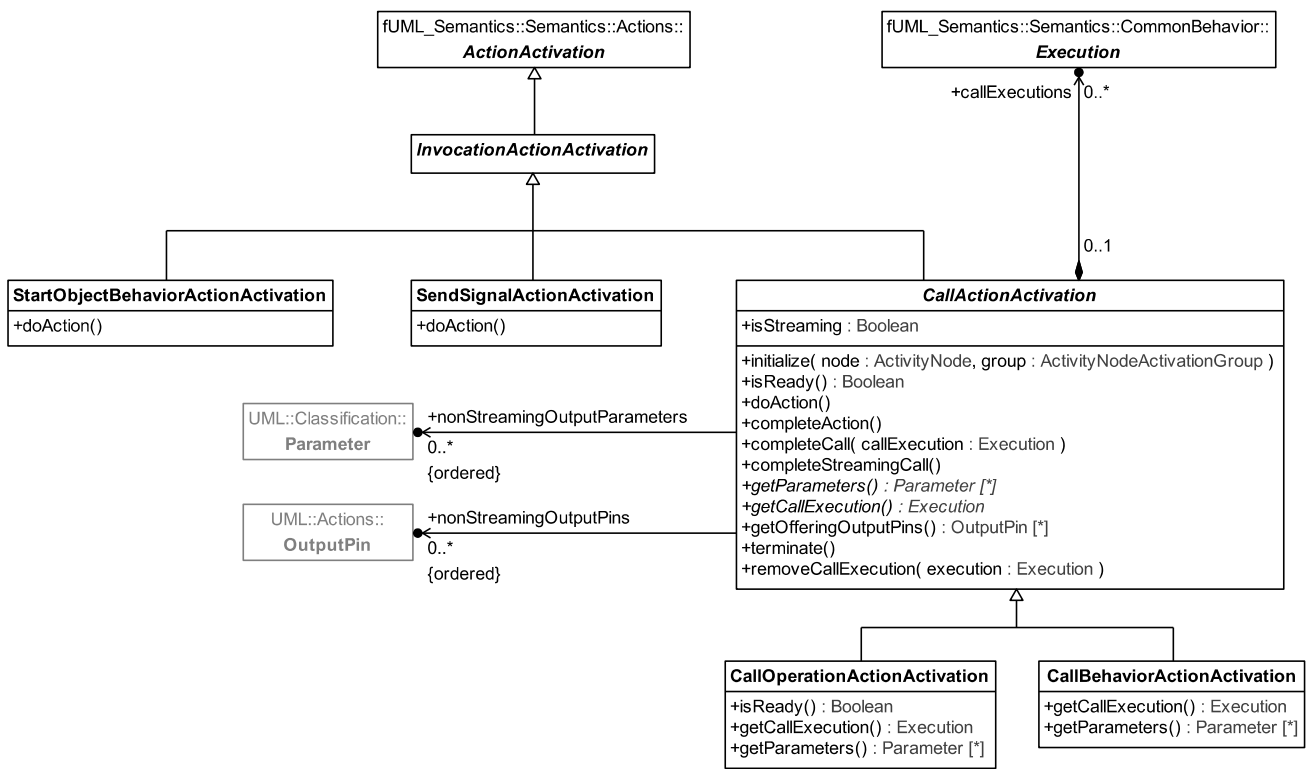 fUML_Semantics::Semantics::Actions::
ActionActivation
fUML_Semantics::Semantics::CommonBehavior::
Execution
+callExecutions
0..*
InvocationActionActivation
0..1
StartObjectBehaviorActionActivation
+doAction()
SendSignalActionActivation
+doAction()
CallActionActivation
+isStreaming : Boolean
+initialize( node : ActivityNode, group : ActivityNodeActivationGroup )
+isReady() : Boolean
+doAction()
+completeAction()
+completeCall( callExecution : Execution )
+completeStreamingCall()
+getParameters() : Parameter [*]
+getCallExecution() : Execution
+getOfferingOutputPins() : OutputPin [*]
+terminate()
+removeCallExecution( execution : Execution )
UML::Classification::
Parameter
+nonStreamingOutputParameters
0..*
{ordered}
UML::Actions::
OutputPin
+nonStreamingOutputPins
0..*
{ordered}
CallOperationActionActivation
+isReady() : Boolean
+getCallExecution() : Execution
+getParameters() : Parameter [*]
CallBehaviorActionActivation
+getCallExecution() : Execution
+getParameters() : Parameter [*]